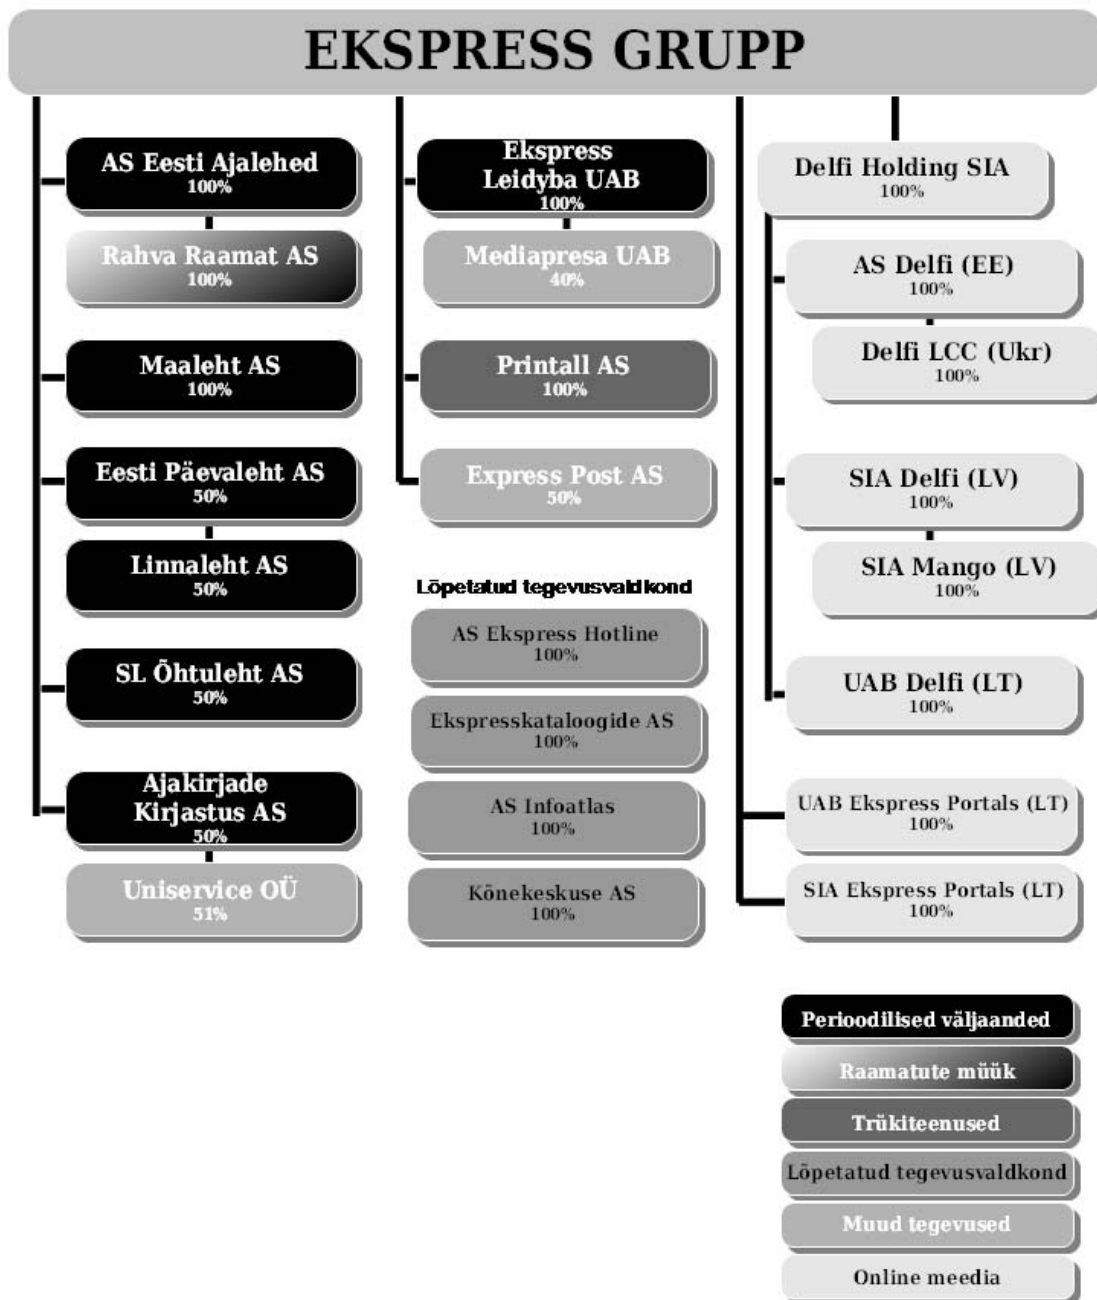 EKSPRESS GRUPP
AS Eesti Ajalehed
100%
Rahva Raamat AS
100%
Maaleht AS
100%
Eesti Päevaleht AS
50%
Linnaleht AS
50%
SL Õhtuleht AS
50%
Ajakirjade
Kirjastus AS
50%
Uniservice OÜ
51%
Ekspress
Leidyba UAB
100%
Mediapresa UAB
40%
Printall AS
100%
Express Post AS
50%
Lõpetatud tegevusvaldkond
AS Ekspress Hotline
100%
Ekspresskataloogide AS
100%
AS Infoatlas
100%
Kõnekeskuse AS
100%
Delfi Holding SIA
100%
AS Delfi (EE)
100%
Delfi LCC (Ukr)
100%
SIA Delfi (LV)
100%
SIA Mango (LV)
100%
UAB Delfi (LT)
100%
UAB Ekspress Portals (LT)
100%
SIA Ekspress Portals (LT)
100%
Perioodilised väljaanded
Raamatute müük
Trükiteenused
Lõpetatud tegevusvaldkond
Muud tegevused
Online meedia